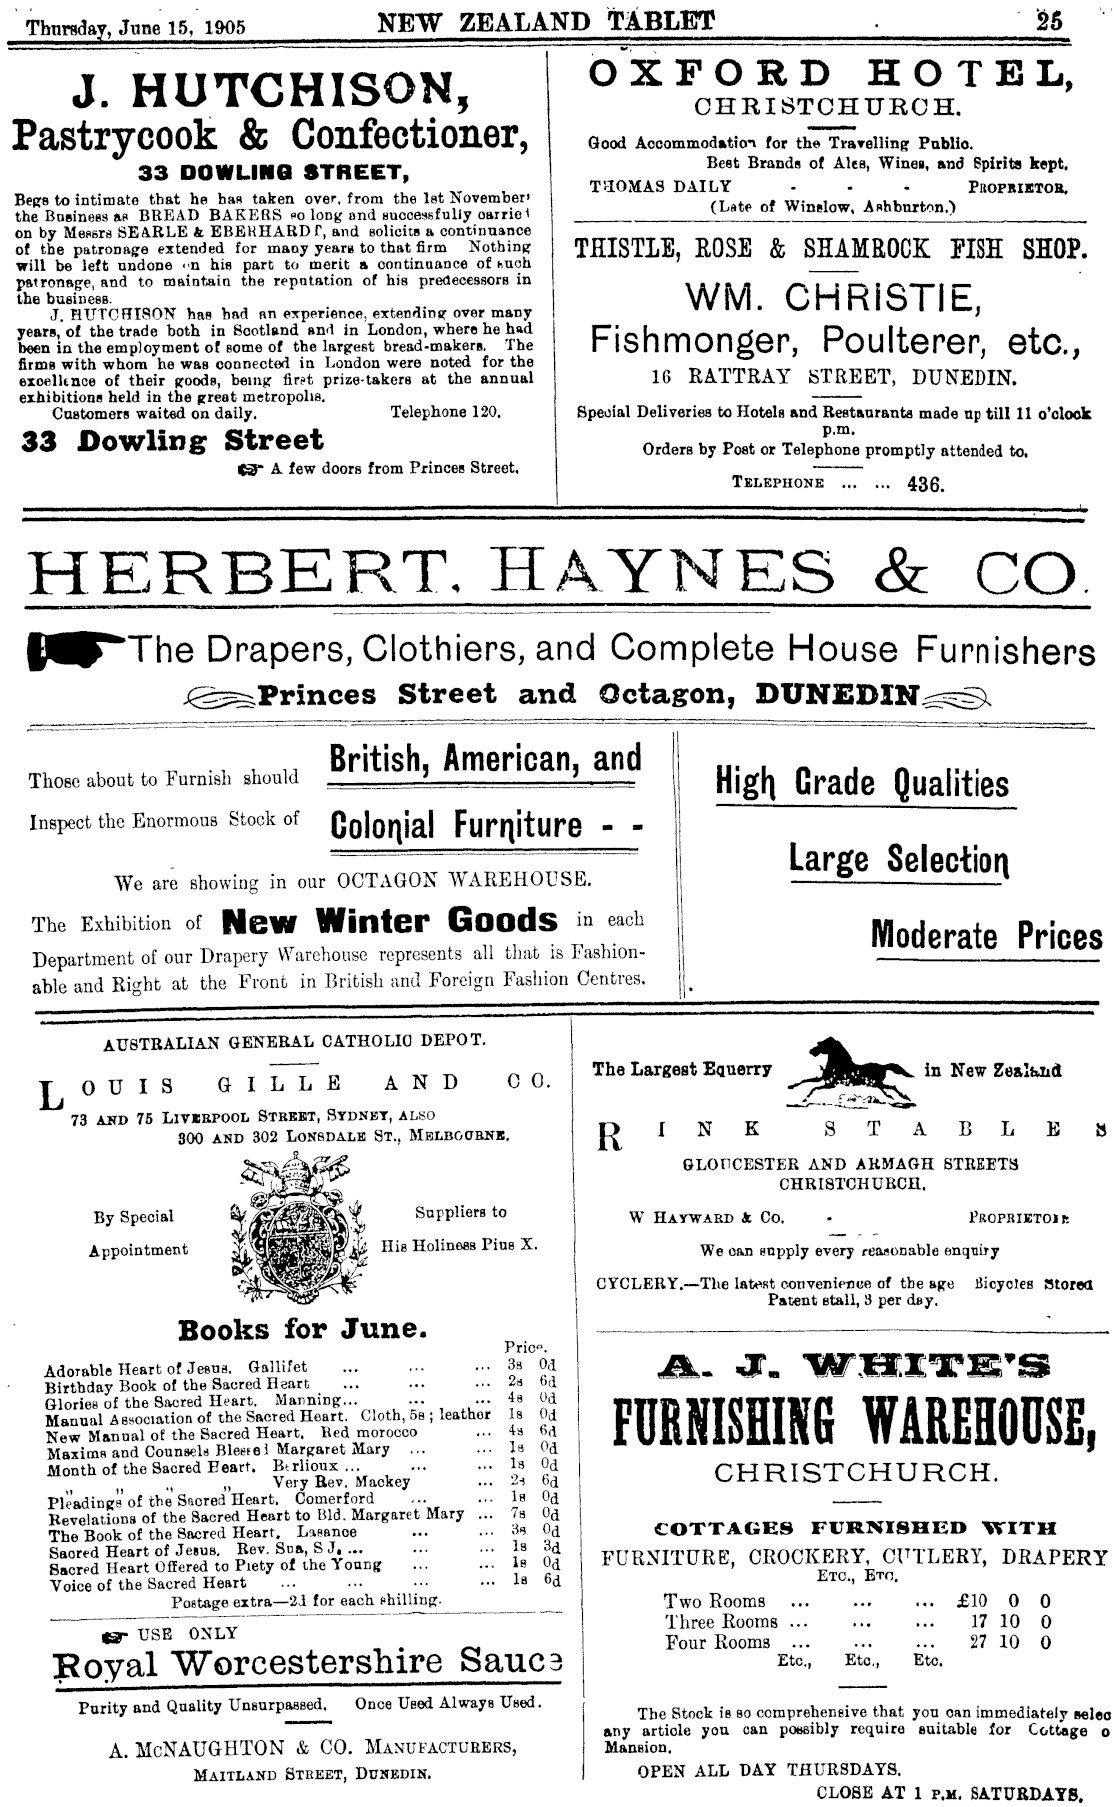 Thursday, June 15, 1905
NEW ZEALAND TABLET
25
J. HUTCHISON,
Pastrycook & Confectioner,
33 DOWLING STREET,
Begs to intimate that he has taken over, from the 1st November,
the Business as BREAD BAKERS so long and successfully carried
on by Messrs SEARLE & EBERHARDT, and solicits a continuance
of the patronage extended for many years to that firm Nothing
will be left undone on his part to merit a continuance of such
patronage, and to maintain the reputation of his predecessors in
the business.
J. HUTCHISON has had an experience, extending over many
years, of the trade both in Scotland and in London, where he had
been in the employment of some of the largest bread-makers. The
firms with whom he was connected in London were noted for the
excellence of their goods, being first prize-takers at the annual
exhibitions held in the great metropolis.
Customers waited on daily. Telephone 120.
33 Dowling Street
A few doors from Princes Street.
OXFORD HOTEL,
CHRISTCHURCH.
Good Accommodation for the Travelling Public.
Best Brands of Ales, Wines, and Spirits kept.
THOMAS DAILY - - - PROPRIETOR.
(Late of Winslow, Ashburton.)
THISTLE, ROSE & SHAMROCK FISH SHOP.
WM. CHRISTIE,
Fishmonger, Poulterer, etc.,
16 RATTRAY STREET, DUNEDIN.
Special Deliveries to Hotels and Restaurants made up till 11 o'clock
p.m.
Orders by Post or Telephone promptly attended to.
TELEPHONE ... ... 436.
HERBERT, HAYNES & CO.
The Drapers, Clothiers, and Complete House Furnishers
Princes Street and Octagon, DUNEDIN
Those about to Furnish should
Inspect the Enormous Stock of
British, American, and
Colonial Furniture - -
We are showing in our OCTAGON WAREHOUSE.
The Exhibition of New Winter Goods in each
Department of our Drapery Warehouse represents all that is Fashion-
able and Right at the Front in British and Foreign Fashion Centres.
High Grade Qualities
Large Selection
Moderate Prices
AUSTRALIAN GENERAL CATHOLIC DEPOT.
LOUIS GILLE AND CO.
73 AND 75 LIVERPOOL STREET, SYDNEY, ALSO
300 AND 302 LONSDALE ST., MELBOURNE.
By Special
Appointment
Suppliers to
His Holiness Pius X.
Books for June.
Price.
Adorable Heart of Jesus. Gallifet ... ... ... 3s 0d
Birthday Book of the Sacred Heart ... ... ... 2s 6d
Glories of the Sacred Heart. Manning... ... ... 4s 0d
Manual Association of the Sacred Heart. Cloth, 5s; leather 1s 0d
New Manual of the Sacred Heart. Red morocco ... 4s 6d
Maxims and Counsels Blessed Margaret Mary ... ... 1s 0d
Month of the Sacred Heart. Berlioux ... ... ... 1s 0d
" " " " Very Rev. Mackey ... 2s 6d
Pleadings of the Sacred Heart. Comerford ... ... 1s 0d
Revelations of the Sacred Heart to Bld. Margaret Mary ... 7s 0d
The Book of the Sacred Heart. Lasance ... ... 3s 0d
Sacred Heart of Jesus. Rev. Sna, S J. ... ... ... 1s 3d
Sacred Heart Offered to Piety of the Young ... ... 1s 0d
Voice of the Sacred Heart ... ... ... ... 1s 6d
Postage extra—2d for each shilling.
USE ONLY
Royal Worcestershire Sauce
Purity and Quality Unsurpassed. Once Used Always Used.
A. McNAUGHTON & CO. MANUFACTURERS,
MAITLAND STREET, DUNEDIN.
The Largest Equerry in New Zealand
RINK STABLES
GLOUCESTER AND ARMAGH STREETS
CHRISTCHURCH.
W HAYWARD & Co. - PROPRIETOR.
We can supply every reasonable enquiry
CYCLERY.—The latest convenience of the age Bicycles Stored
Patent stall, 3 per day.
A. J. WHITE'S
FURNISHING WAREHOUSE,
CHRISTCHURCH.
COTTAGES FURNISHED WITH
FURNITURE, CROCKERY, CUTLERY, DRAPERY
ETC., ETC.
Two Rooms ... ... ... £10 0 0
Three Rooms ... ... ... 17 10 0
Four Rooms ... ... ... 27 10 0
Etc., Etc., Etc.
The Stock is so comprehensive that you can immediately selec
any article you can possibly require suitable for Cottage o
Mansion.
OPEN ALL DAY THURSDAYS.
CLOSE AT 1 P.M. SATURDAYS.